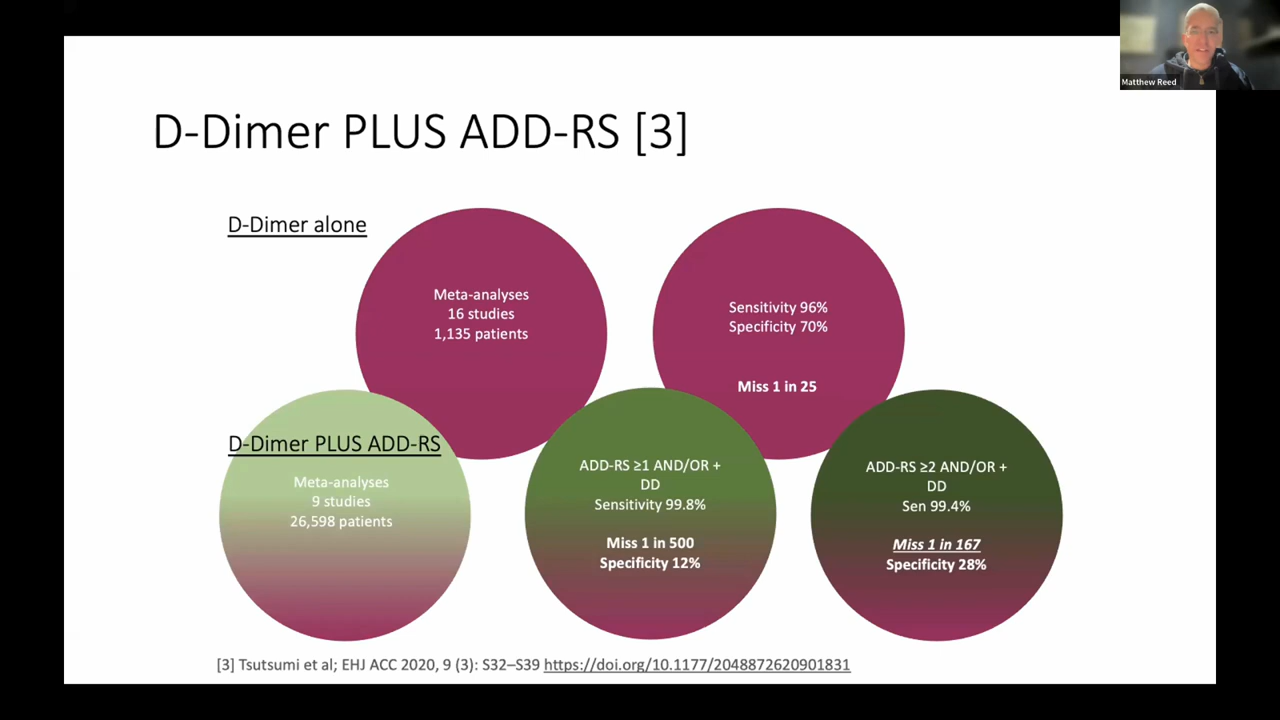 Matthew Reed
D-Dimer PLUS ADD-RS [3]
D-Dimer alone
Meta-analyses
16 studies
1,135 patients
Sensitivity 96%
Specificity 70%
Miss 1 in 25
D-Dimer PLUS ADD-RS
Meta-analyses
9 studies
26,598 patients
ADD-RS ≥1 AND/OR +
DD
Sensitivity 99.8%
Miss 1 in 500
Specificity 12%
ADD-RS ≥2 AND/OR +
DD
Sen 99.4%
Miss 1 in 167
Specificity 28%
[3] Tsutsumi et al; EHJ ACC 2020, 9 (3): S32–S39 https://doi.org/10.1177/2048872620901831